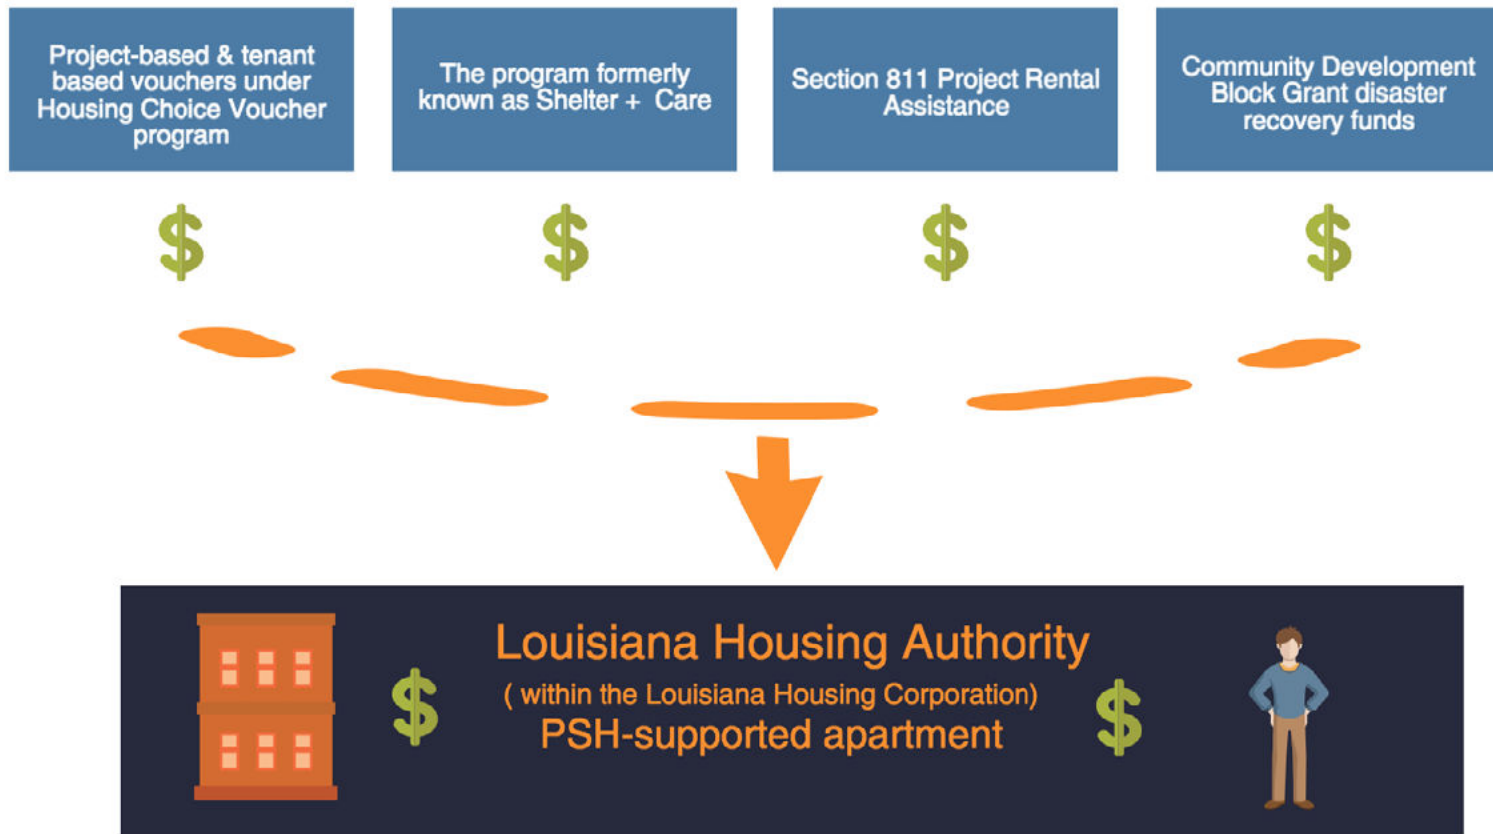 Project-based & tenant
based vouchers under
Housing Choice Voucher
program
The program formerly
known as Shelter + Care
Section 811 Project Rental
Assistance
Community Development
Block Grant disaster
recovery funds
$ $ $ $
Louisiana Housing Authority
( within the Louisiana Housing Corporation)
PSH-supported apartment
$ $